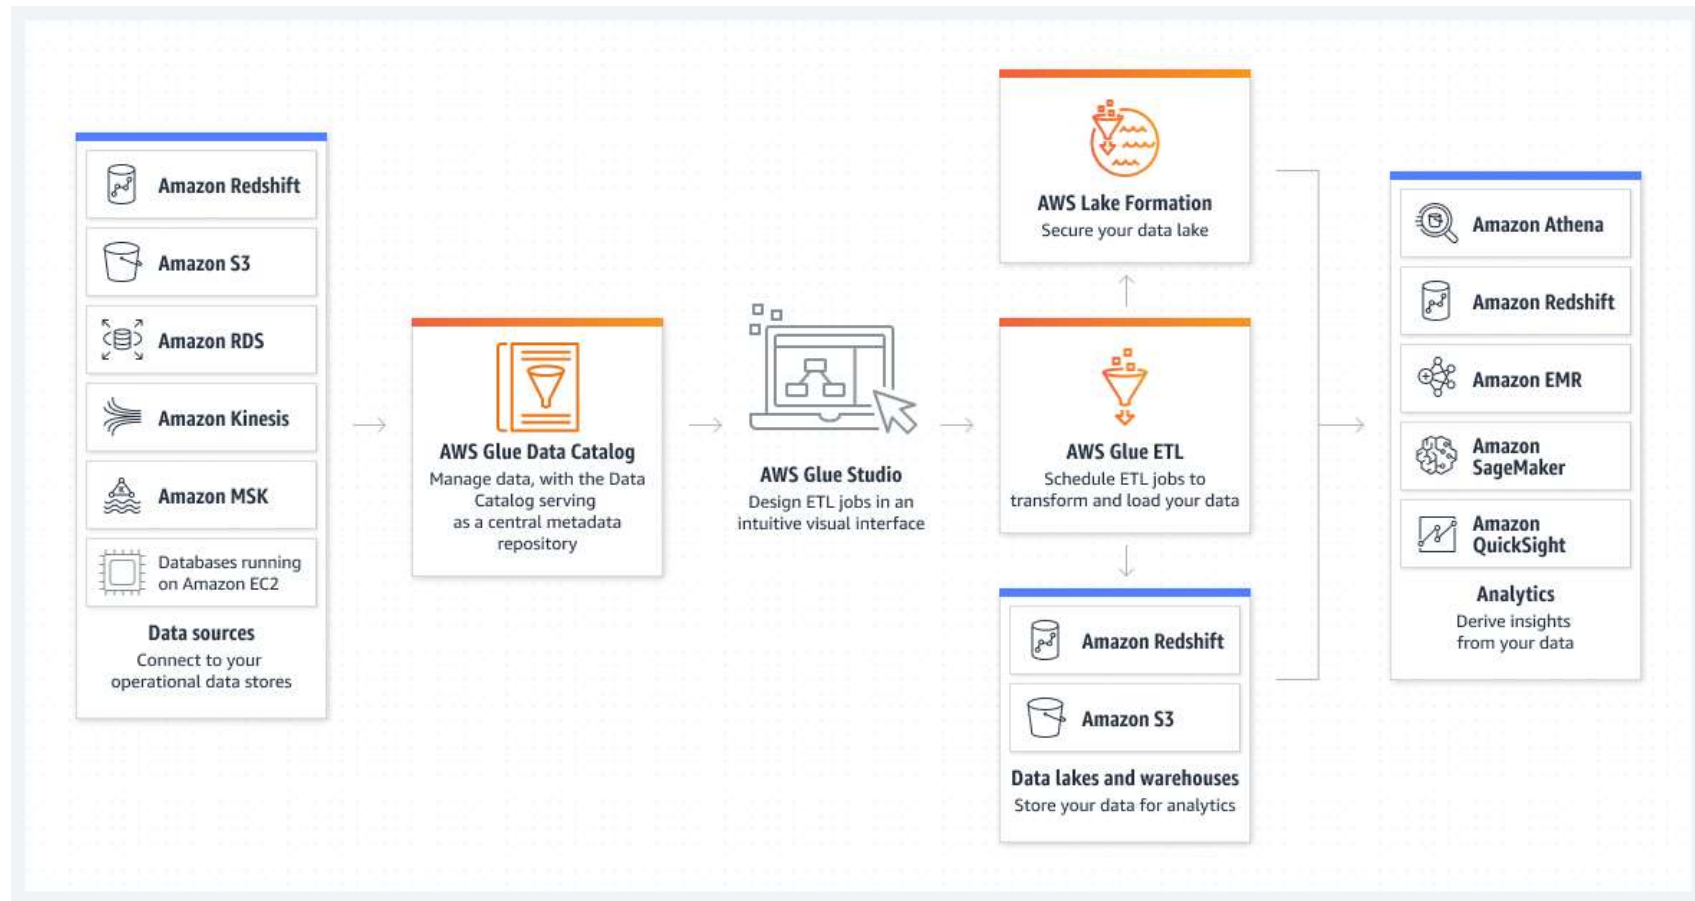 Amazon Redshift
Amazon S3
Amazon RDS
Amazon Kinesis
Amazon MSK
Databases running
on Amazon EC2
Data sources
Connect to your
operational data stores
AWS Glue Data Catalog
Manage data, with the Data
Catalog serving
as a central metadata
repository
AWS Glue Studio
Design ETL jobs in an
intuitive visual interface
AWS Lake Formation
Secure your data lake
AWS Glue ETL
Schedule ETL jobs to
transform and load your data
Amazon Redshift
Amazon S3
Data lakes and warehouses
Store your data for analytics
Amazon Athena
Amazon Redshift
Amazon EMR
Amazon
SageMaker
Amazon
QuickSight
Analytics
Derive insights
from your data